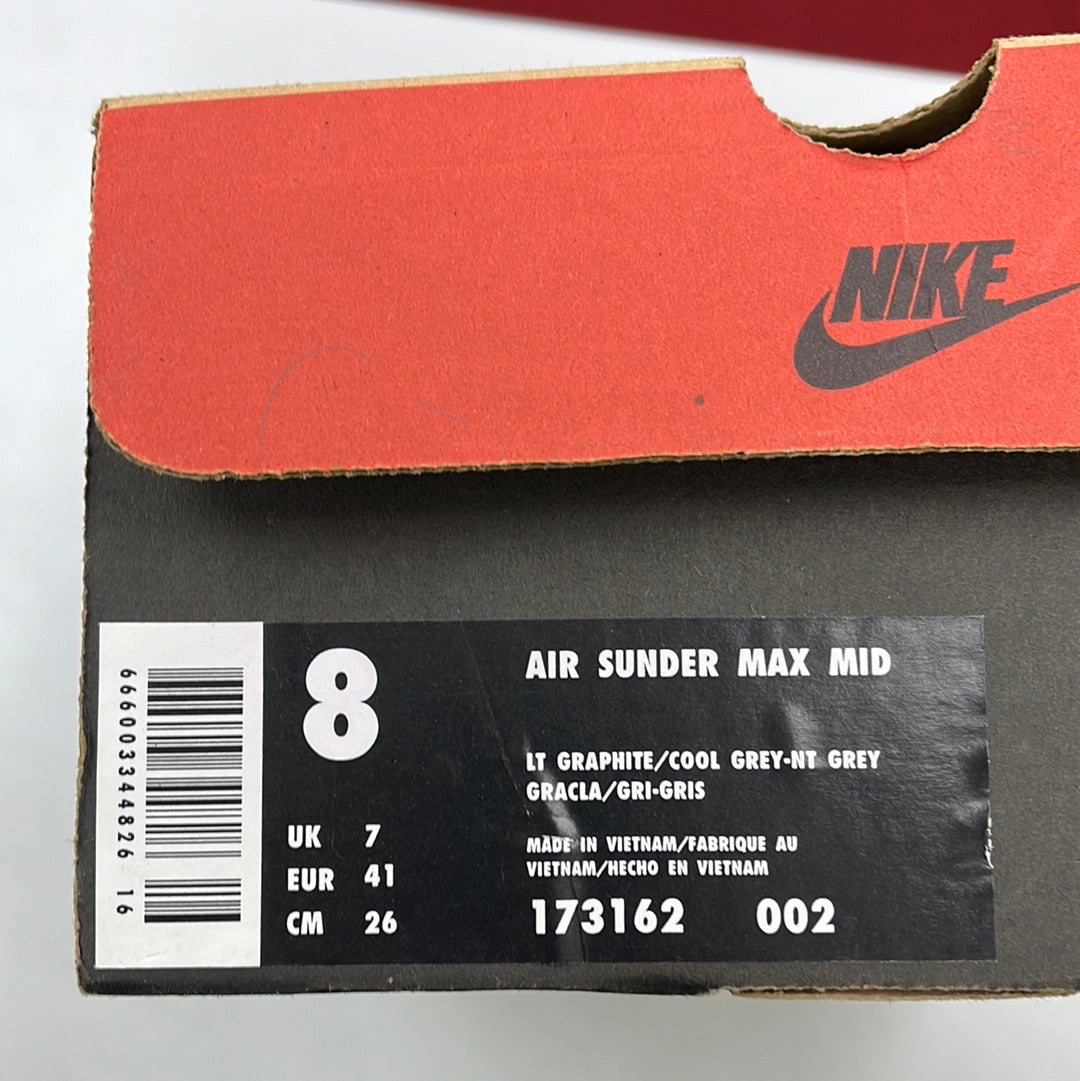 NIKE
666003344826 16
8
AIR SUNDER MAX MID
LT GRAPHITE/COOL GREY-NT GREY
GRACLA/GRI-GRIS
UK 7
EUR 41
CM 26
MADE IN VIETNAM/FABRIQUE AU
VIETNAM/HECHO EN VIETNAM
173162 002